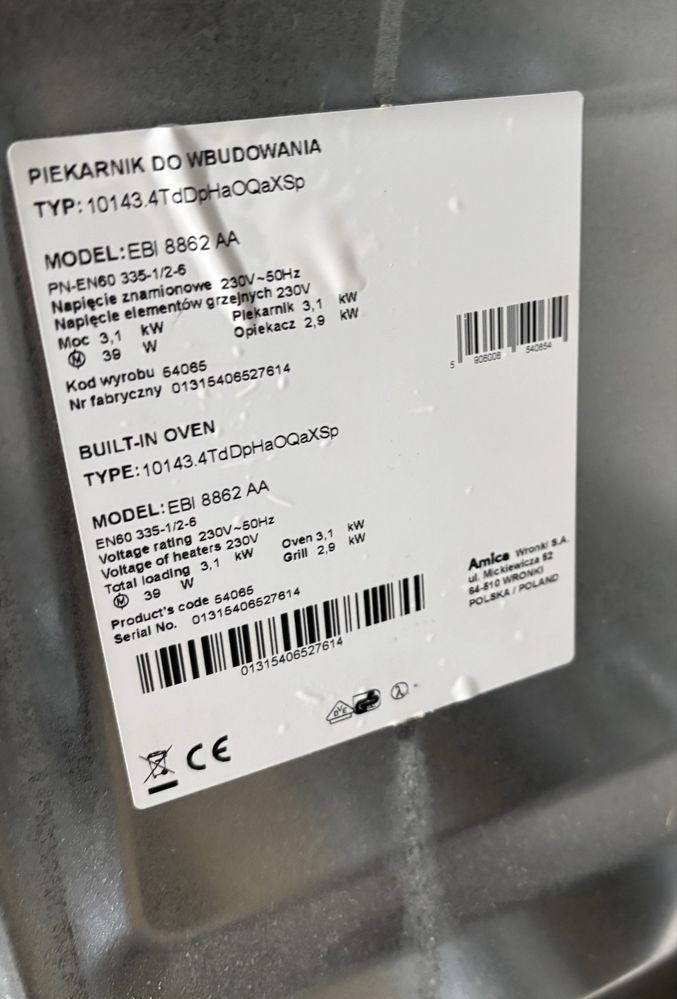 PIEKARNIK DO WBUDOWANIA
TYP: 10143.4TdDpHaOQaXSp
MODEL: EBI 8862 AA
PN-EN60 335-1/2-6
Napięcie znamionowe 230V~50Hz
Napięcie elementów grzejnych 230V
Moc 3,1 kW Piekarnik 3,1 kW
M 39 W Opiekacz 2,9 kW
Kod wyrobu 54065
Nr fabryczny 01315406527614
5 906006 540654
BUILT-IN OVEN
TYPE: 10143.4TdDpHaOQaXSp
MODEL: EBI 8862 AA
EN60 335-1/2-6
Voltage rating 230V~50Hz
Voltage of heaters 230V
Total loading 3,1 kW Oven 3,1 kW
M 39 W Grill 2,9 kW
Product's code 54065
Serial No. 01315406527614
01315406527614
Amica Wronki S.A.
ul. Mickiewicza 52
64-510 WRONKI
POLSKA / POLAND
DVE GS
CE